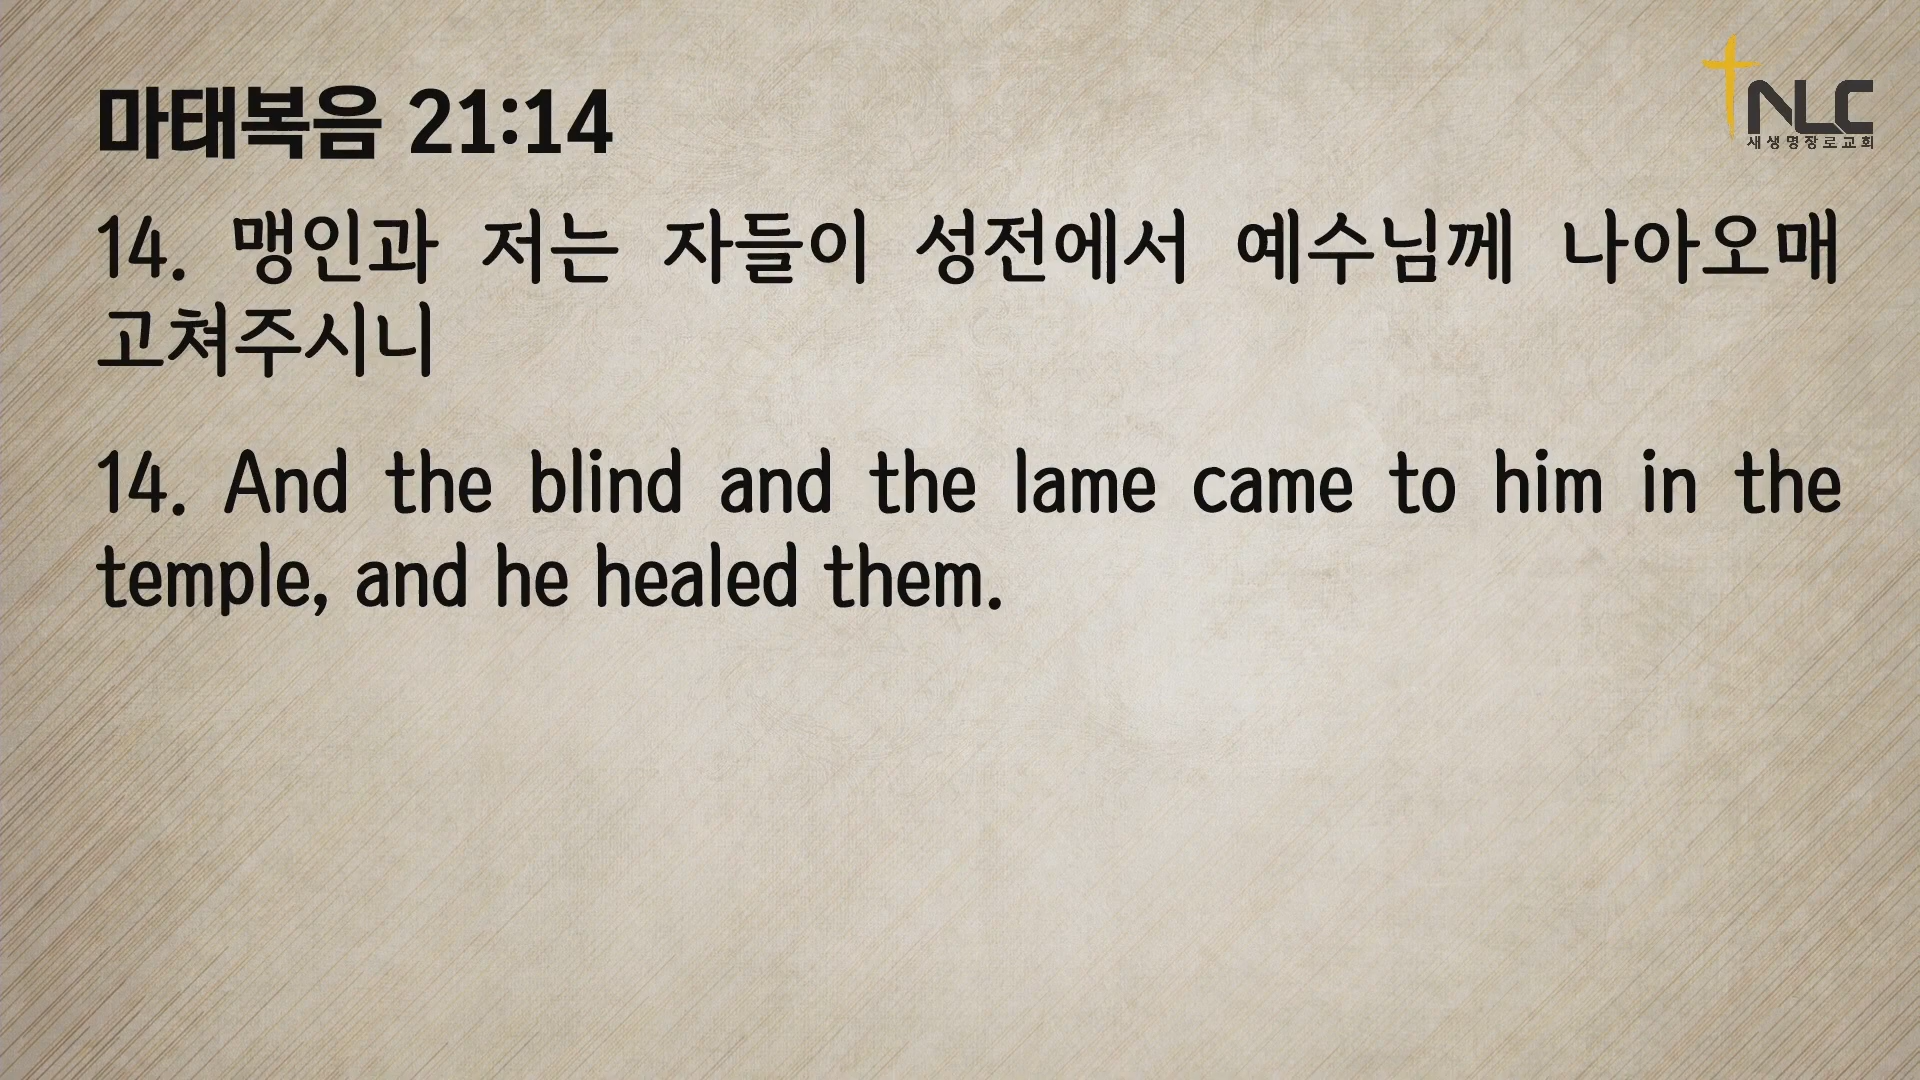 NLC
새생명장로교회
마태복음 21:14
14. 맹인과 저는 자들이 성전에서 예수님께 나아오매
고쳐주시니
14. And the blind and the lame came to him in the
temple, and he healed them.